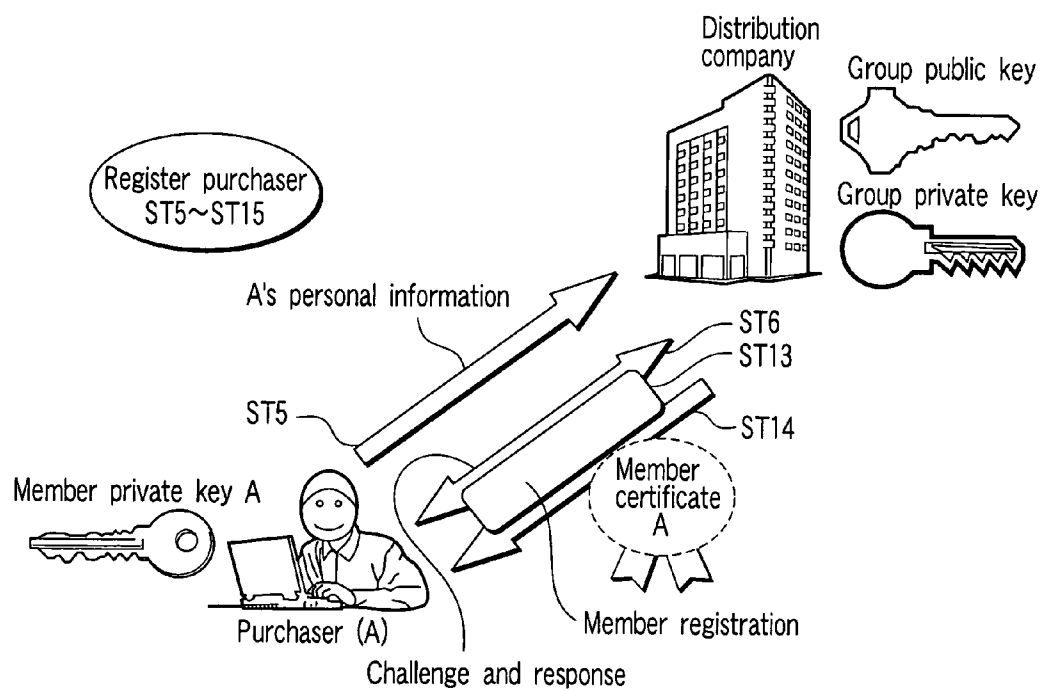 Distribution
company
Group public key
Register purchaser
ST5~ST15
Group private key
A's personal information
ST6
ST13
ST5
ST14
Member
certificate
A
Member private key A
Purchaser (A)
Member registration
Challenge and response